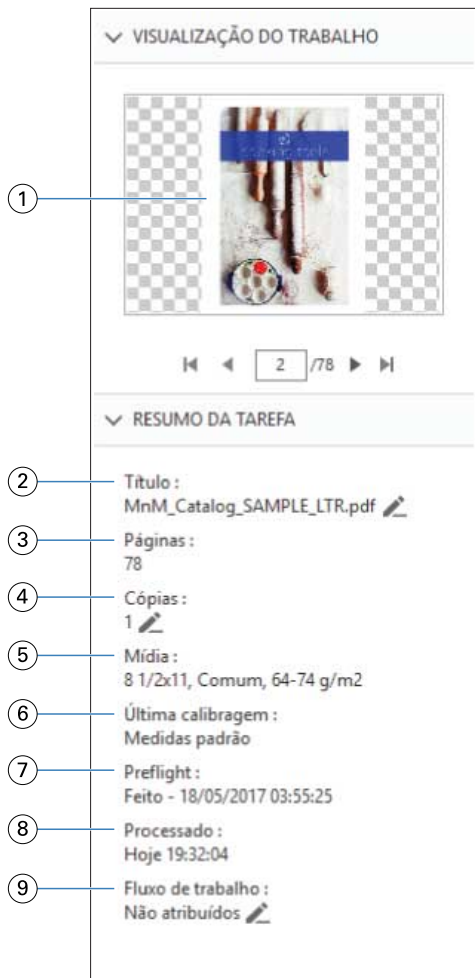 VISUALIZAÇÃO DO TRABALHO
1
2 /78
RESUMO DA TAREFA
2 Título :
MnM_Catalog_SAMPLE_LTR.pdf
3 Páginas :
78
4 Cópias :
1
5 Mídia :
8 1/2x11, Comum, 64-74 g/m2
6 Última calibragem :
Medidas padrão
7 Preflight :
Feito - 18/05/2017 03:55:25
8 Processado :
Hoje 19:32:04
9 Fluxo de trabalho :
Não atribuídos